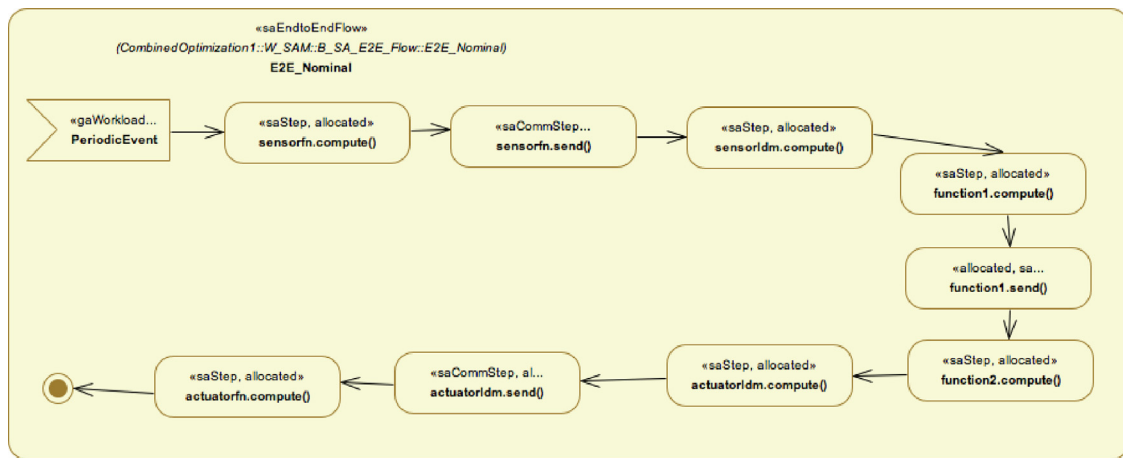 «saEndtoEndFlow»
(CombinedOptimization1::W_SAM::B_SA_E2E_Flow::E2E_Nominal)
E2E_Nominal
«gaWorkload...
PeriodicEvent
«saStep, allocated»
sensorfn.compute()
«saCommStep...
sensorfn.send()
«saStep, allocated»
sensorldm.compute()
«saStep, allocated»
function1.compute()
«allocated, sa...
function1.send()
«saStep, allocated»
function2.compute()
«saStep, allocated»
actuatorldm.compute()
«saCommStep, al...
actuatorldm.send()
«saStep, allocated»
actuatorfn.compute()